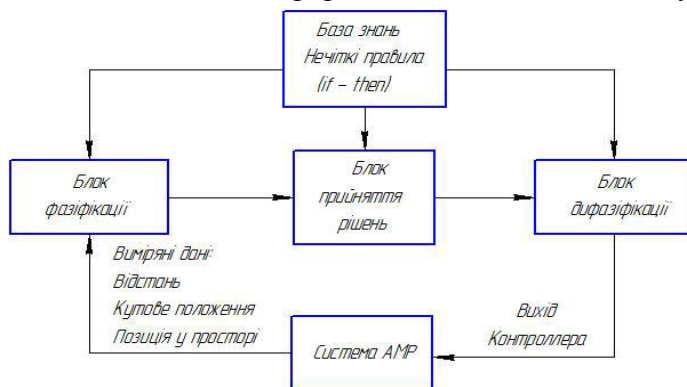 База знань
Нечіткі правила
(if – then)
Блок
фазіфікації
Блок
прийняття
рішень
Блок
дифазіфікації
Виміряні дані:
Відстань
Кутове положення
Позиція у просторі
Система АМР
Вихід
Контроллера